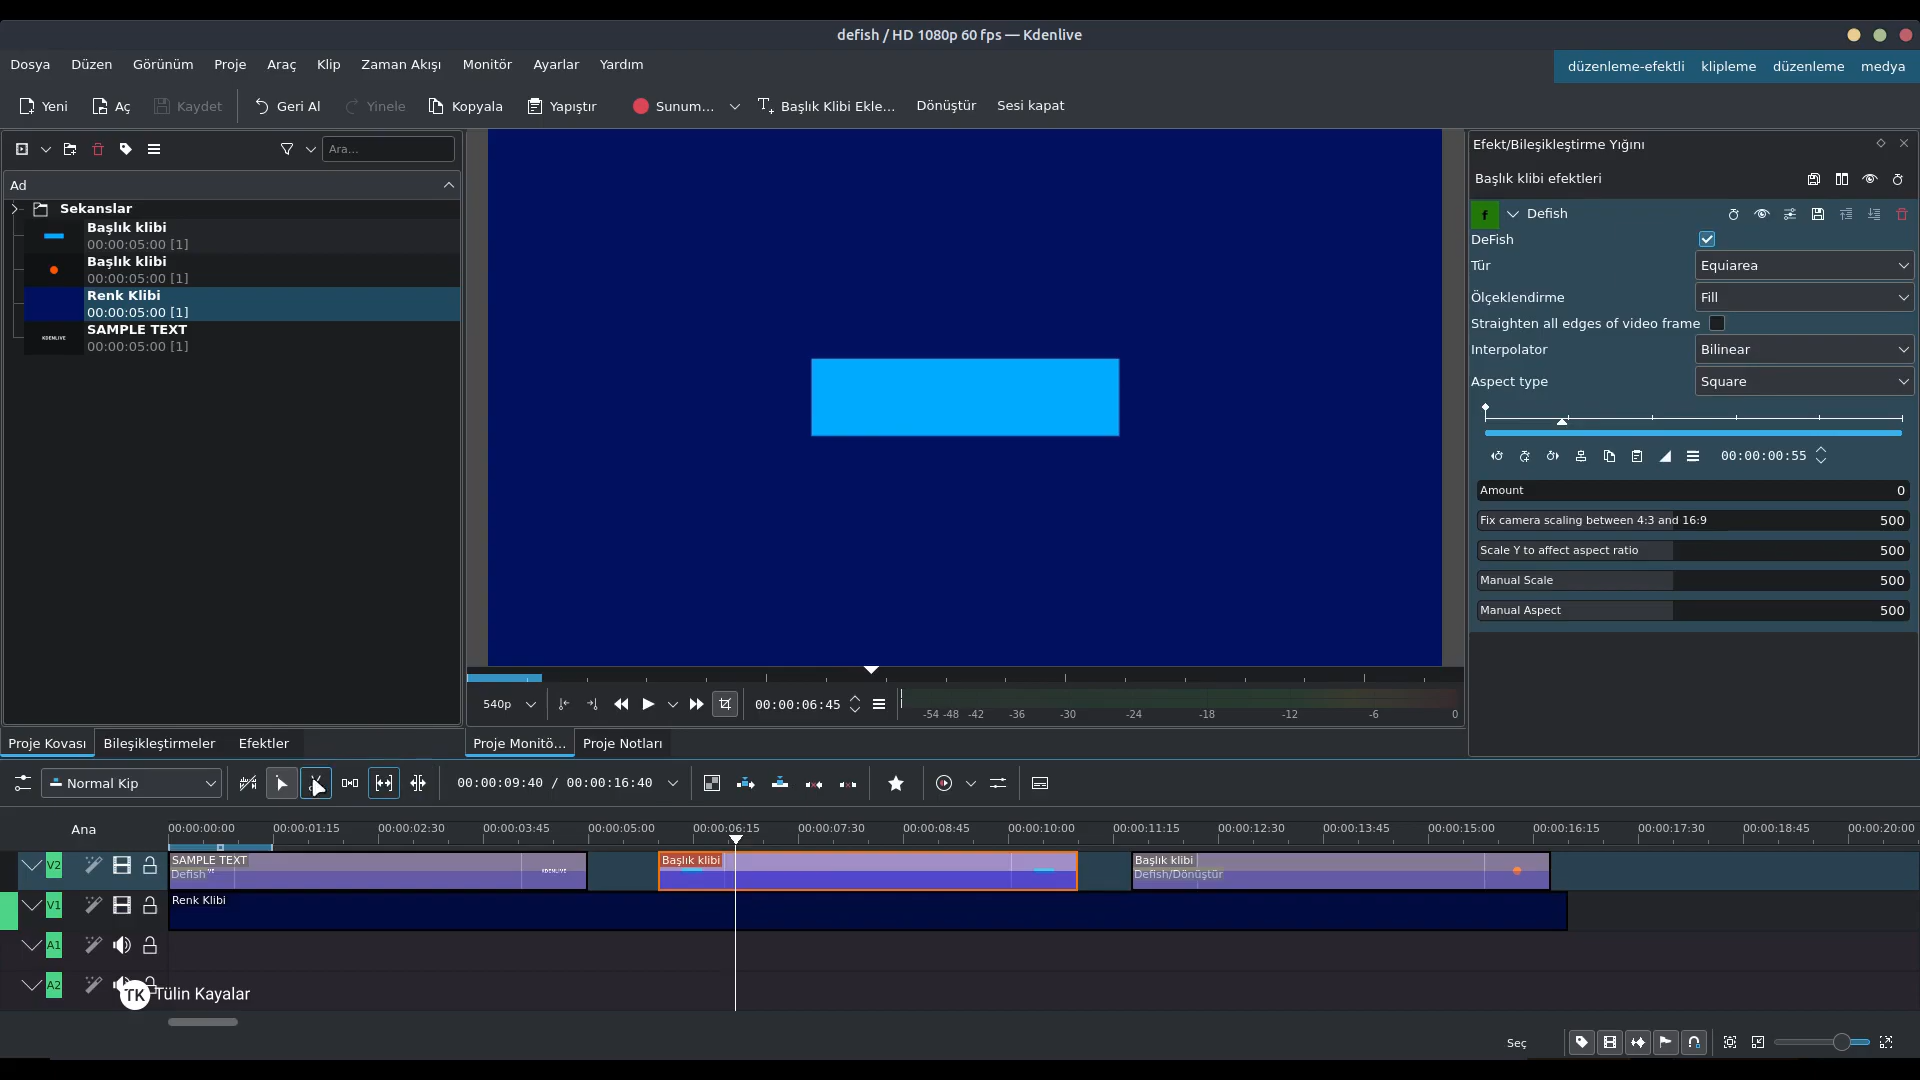 defish / HD 1080p 60 fps — Kdenlive
Dosya Düzen Görünüm Proje Araç Klip Zaman Akışı Monitör Ayarlar Yardım
düzenleme-efektli klipleme düzenleme medya
Yeni Aç Kaydet Geri Al Yinele Kopyala Yapıştır Sunum... Başlık Klibi Ekle... Dönüştür Sesi kapat
Ara...
Ad
Sekanslar
Başlık klibi
00:00:05:00 [1]
Başlık klibi
00:00:05:00 [1]
Renk Klibi
00:00:05:00 [1]
KDENLIVE
SAMPLE TEXT
00:00:05:00 [1]
Proje Kovası Bileşikleştirmeler Efektler
540p 00:00:06:45
-54 -48 -42 -36 -30 -24 -18 -12 -6 0
Proje Monitö... Proje Notları
Efekt/Bileşikleştirme Yığını
Başlık klibi efektleri
f Defish
DeFish
Tür Equiarea
Ölçeklendirme Fill
Straighten all edges of video frame
Interpolator Bilinear
Aspect type Square
00:00:00:55
Amount 0
Fix camera scaling between 4:3 and 16:9 500
Scale Y to affect aspect ratio 500
Manual Scale 500
Manual Aspect 500
Normal Kip 00:00:09:40 / 00:00:16:40
Ana
00:00:00:00 00:00:01:15 00:00:02:30 00:00:03:45 00:00:05:00 00:00:06:15 00:00:07:30 00:00:08:45 00:00:10:00 00:00:11:15 00:00:12:30 00:00:13:45 00:00:15:00 00:00:16:15 00:00:17:30 00:00:18:45 00:00:20:00
V2 SAMPLE TEXT Başlık klibi Başlık klibi
Defish KDENLIVE Defish/Dönüştür
V1 Renk Klibi
A1
A2
TK Tülin Kayalar
Seç